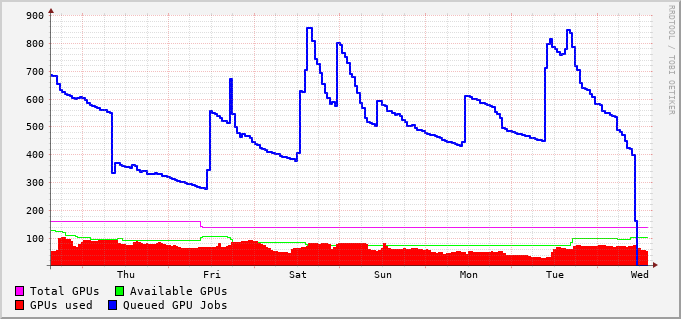 RRDTOOL / TOBI OETIKER
900
800
700
600
500
400
300
200
100
Thu Fri Sat Sun Mon Tue Wed
Total GPUs Available GPUs
GPUs used Queued GPU Jobs